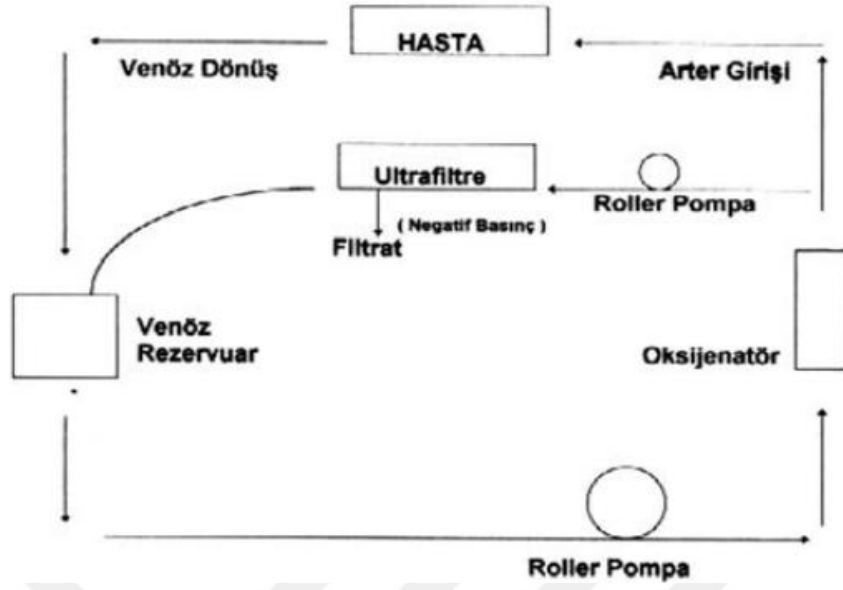 HASTA
Venöz Dönüş
Arter Girişi
Ultrafiltre
Roller Pompa
( Negatif Basınç )
Filtrat
Venöz
Rezervuar
Oksijenatör
Roller Pompa